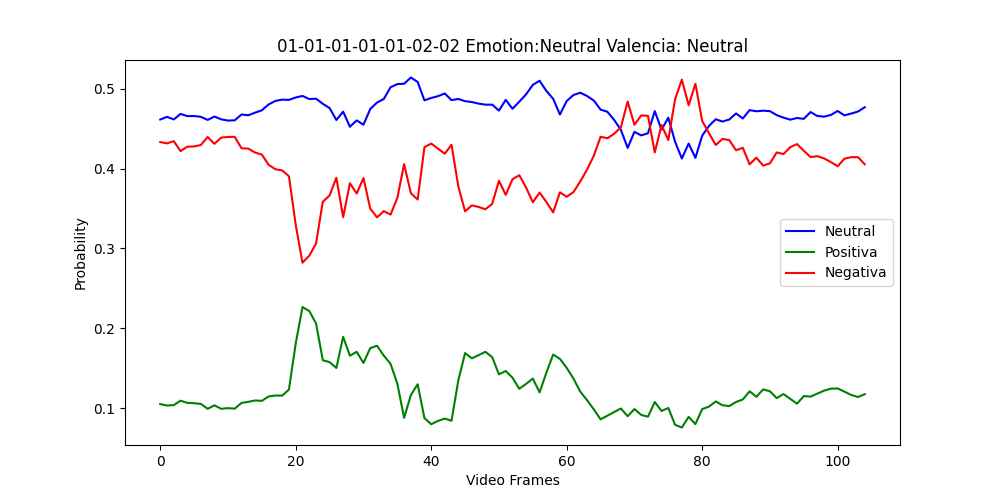 01-01-01-01-01-02-02 Emotion:Neutral Valencia: Neutral
0.5
0.4
0.3
0.2
0.1
Probability
Neutral
Positiva
Negativa
0 20 40 60 80 100
Video Frames